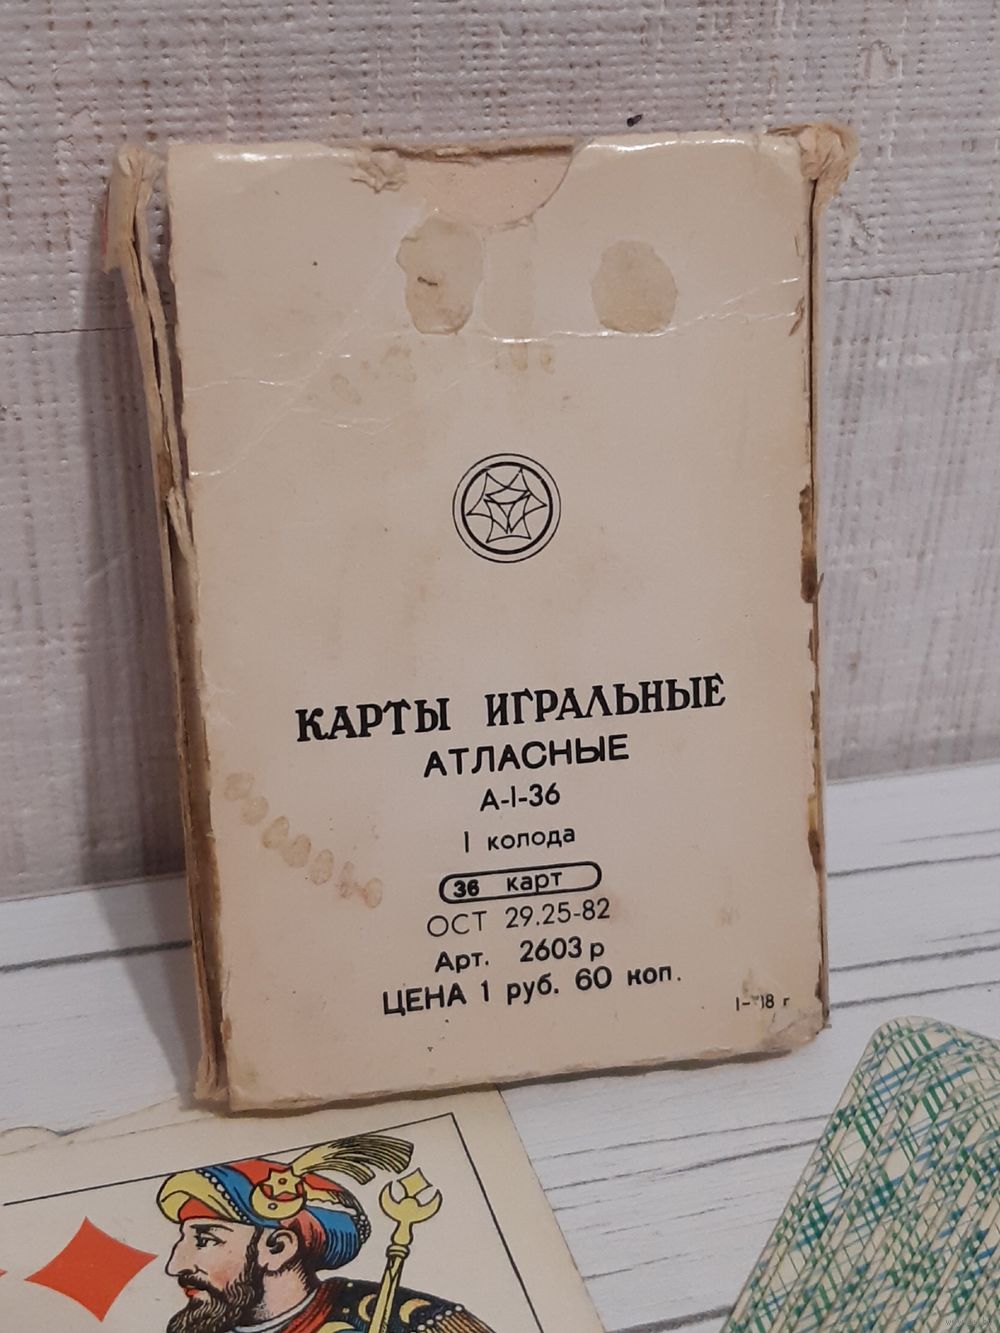 КАРТЫ ИГРАЛЬНЫЕ
АТЛАСНЫЕ
А-I-36
I колода
36 карт
ОСТ 29.25-82
Арт. 2603 р
ЦЕНА 1 руб. 60 коп.